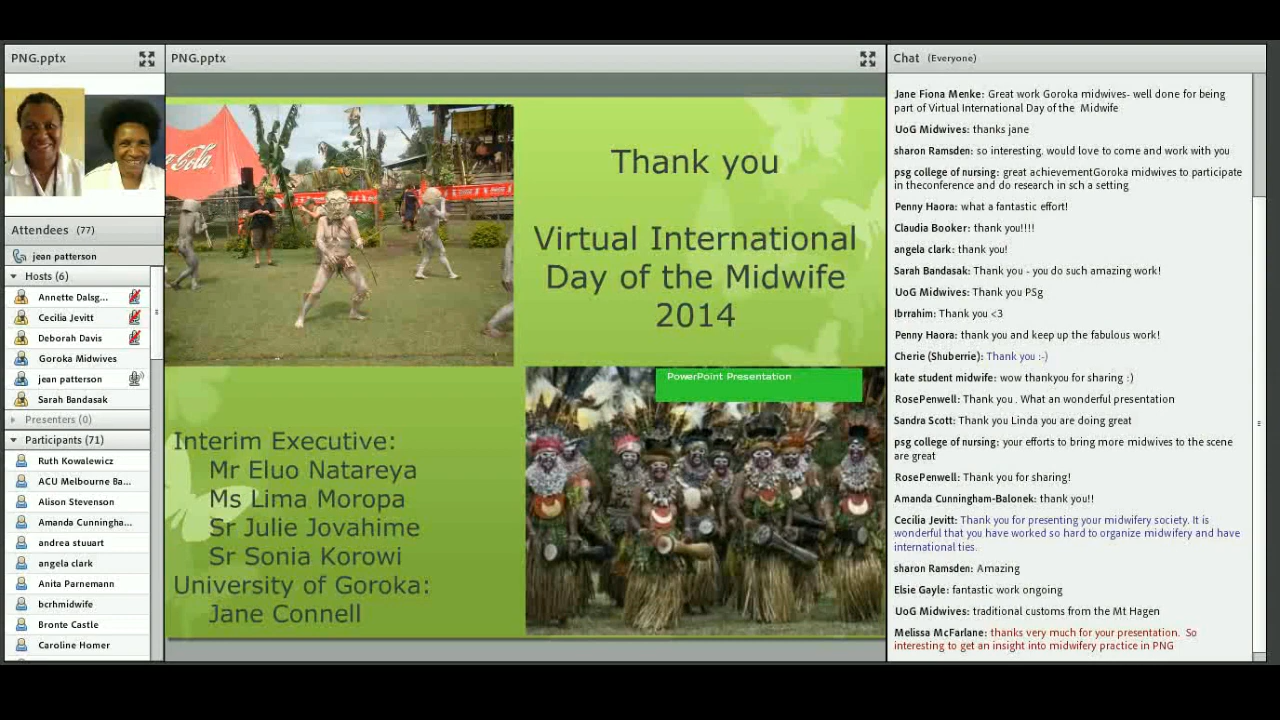 PNG.pptx
Attendees (77)
jean patterson
Hosts (6)
Annette Dalsg...
Cecilia Jevitt
Deborah Davis
Goroka Midwives
jean patterson
Sarah Bandasak
Presenters (0)
Participants (71)
Ruth Kowalewicz
ACU Melbourne Ba...
Alison Stevenson
Amanda Cunningha...
andrea stuuart
angela clark
Anita Parnemann
bcrhmidwife
Bronte Castle
Caroline Homer
PNG.pptx
Coca-Cola
Thank you
Virtual International
Day of the Midwife
2014
PowerPoint Presentation
Interim Executive:
Mr Eluo Natareya
Ms Lima Moropa
Sr Julie Jovahime
Sr Sonia Korowi
University of Goroka:
Jane Connell
Chat (Everyone)
Jane Fiona Menke: Great work Goroka midwives- well done for being
part of Virtual International Day of the Midwife
UoG Midwives: thanks jane
sharon Ramsden: so interesting. would love to come and work with you
psg college of nursing: great achievementGoroka midwives to participate
in theconference and do research in sch a setting
Penny Haora: what a fantastic effort!
Claudia Booker: thank you!!!!
angela clark: thank you!
Sarah Bandasak: Thank you - you do such amazing work!
UoG Midwives: Thank you PSg
Ibrrahim: Thank you <3
Penny Haora: thank you and keep up the fabulous work!
Cherie (Shuberrie): Thank you :-)
kate student midwife: wow thankyou for sharing :)
RosePenwell: Thank you . What an wonderful presentation
Sandra Scott: Thank you Linda you are doing great
psg college of nursing: your efforts to bring more midwives to the scene
are great
RosePenwell: Thank you for sharing!
Amanda Cunningham-Balonek: thank you!!
Cecilia Jevitt: Thank you for presenting your midwifery society. It is
wonderful that you have worked so hard to organize midwifery and have
international ties.
sharon Ramsden: Amazing
Elsie Gayle: fantastic work ongoing
UoG Midwives: traditional customs from the Mt Hagen
Melissa McFarlane: thanks very much for your presentation. So
interesting to get an insight into midwifery practice in PNG